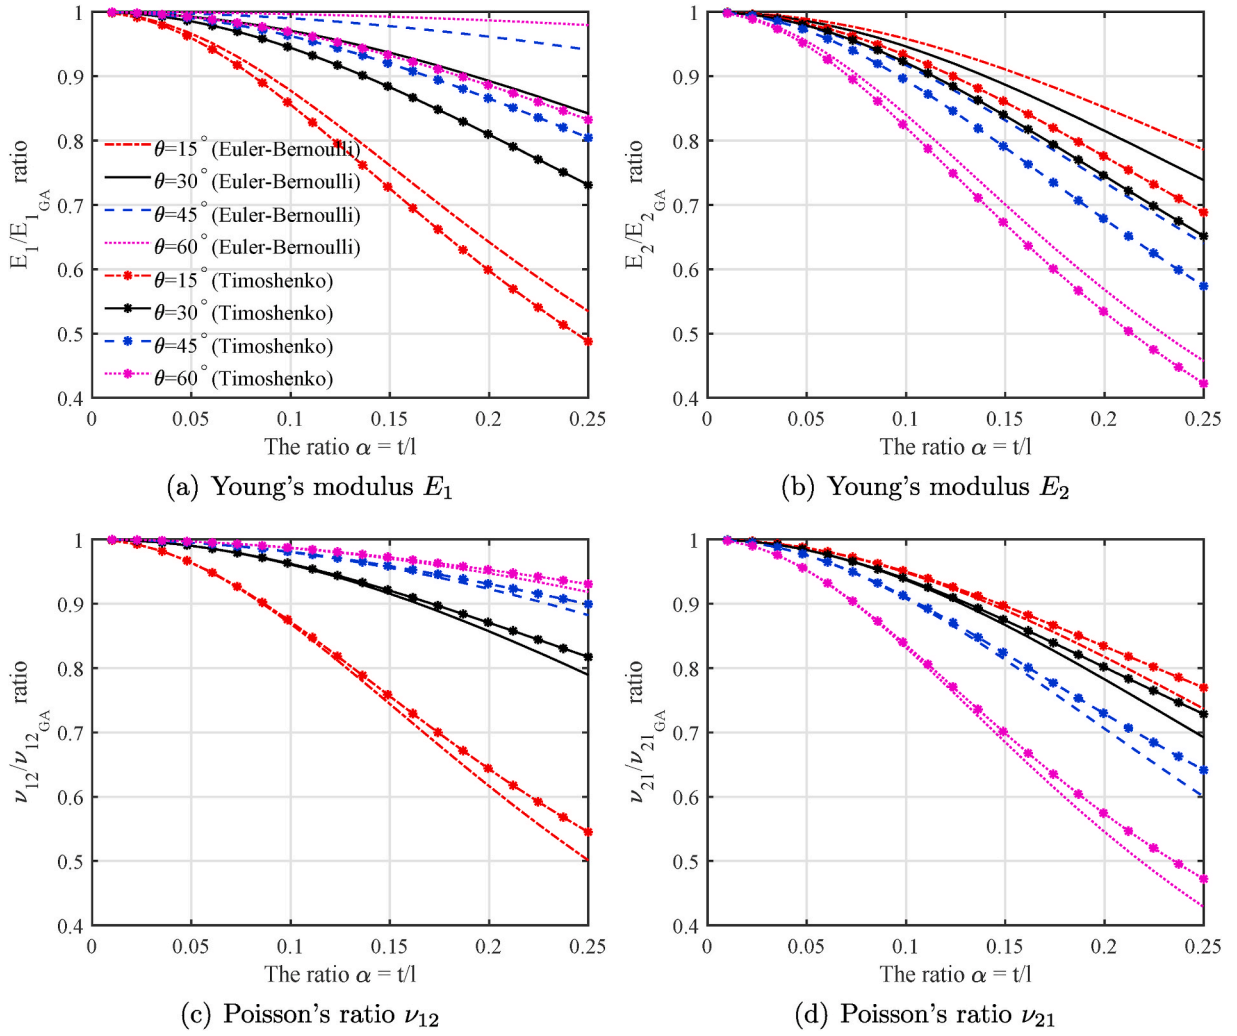 E₁/E₁GA ratio
1
0.9
0.8
0.7
0.6
0.5
0.4
θ=15° (Euler-Bernoulli)
θ=30° (Euler-Bernoulli)
θ=45° (Euler-Bernoulli)
θ=60° (Euler-Bernoulli)
θ=15° (Timoshenko)
θ=30° (Timoshenko)
θ=45° (Timoshenko)
θ=60° (Timoshenko)
0 0.05 0.1 0.15 0.2 0.25
The ratio α = t/l
(a) Young's modulus E₁
E₂/E₂GA ratio
1
0.9
0.8
0.7
0.6
0.5
0.4
0 0.05 0.1 0.15 0.2 0.25
The ratio α = t/l
(b) Young's modulus E₂
ν₁₂/ν₁₂GA ratio
1
0.9
0.8
0.7
0.6
0.5
0.4
0 0.05 0.1 0.15 0.2 0.25
The ratio α = t/l
(c) Poisson's ratio ν₁₂
ν₂₁/ν₂₁GA ratio
1
0.9
0.8
0.7
0.6
0.5
0.4
0 0.05 0.1 0.15 0.2 0.25
The ratio α = t/l
(d) Poisson's ratio ν₂₁